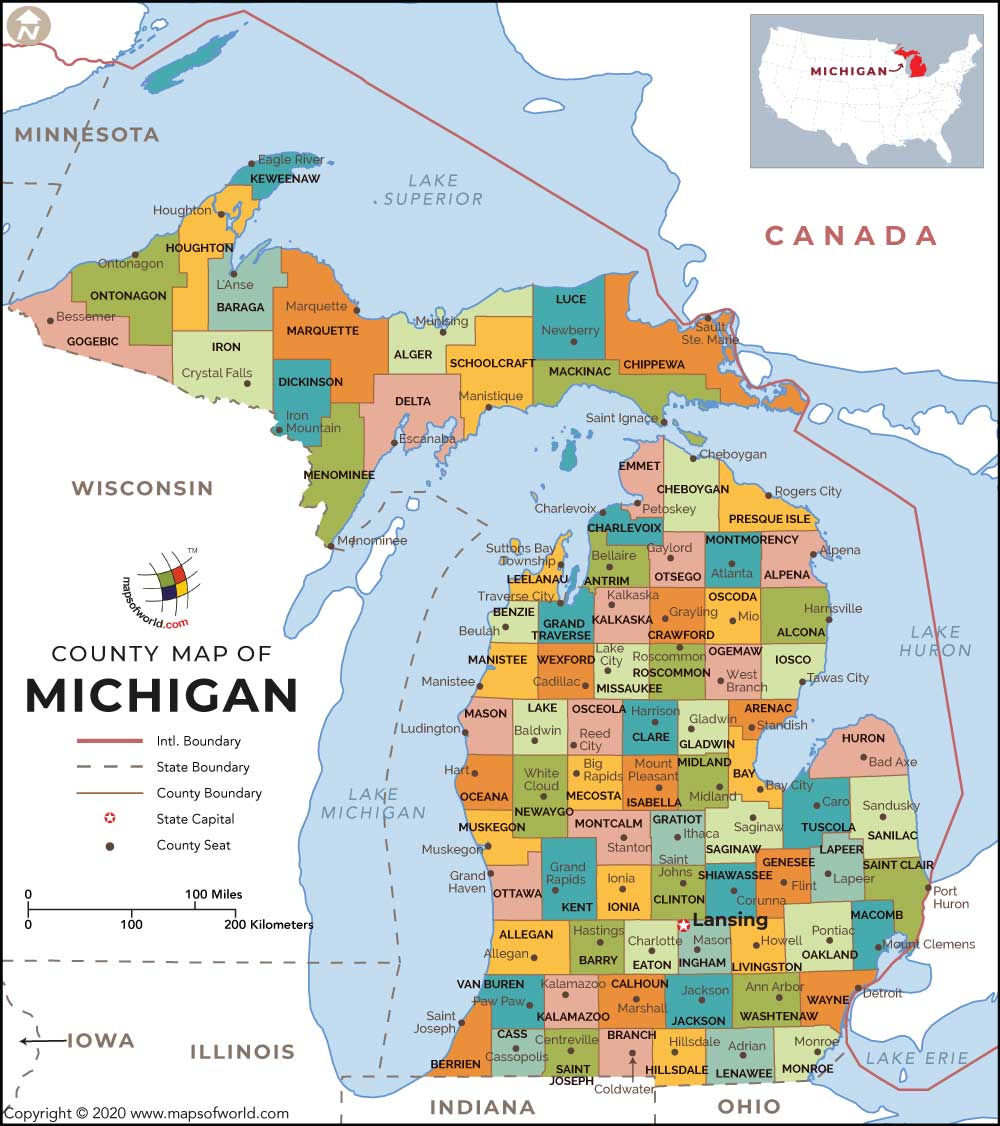 N
MICHIGAN
MINNESOTA
Eagle River
KEWEENAW
LAKE
SUPERIOR
CANADA
Houghton
HOUGHTON
Ontonagon
ONTONAGON
L'Anse
BARAGA
Bessemer
GOGEBIC
Marquette
MARQUETTE
IRON
Crystal Falls
DICKINSON
Iron
Mountain
Munising
ALGER
SCHOOLCRAFT
LUCE
Newberry
MACKINAC
CHIPPEWA
Sault
Ste. Marie
DELTA
Manistique
Escanaba
MENOMINEE
Menominee
Saint Ignace
WISCONSIN
EMMET
Cheboygan
CHEBOYGAN
Petoskey
Rogers City
PRESQUE ISLE
Charlevoix
CHARLEVOIX
Suttons Bay
Township
LEELANAU
Bellaire
ANTRIM
Gaylord
OTSEGO
MONTMORENCY
Atlanta
Alpena
ALPENA
Traverse City
BENZIE
Beulah
GRAND
TRAVERSE
Kalkaska
KALKASKA
Grayling
CRAWFORD
OSCODA
Mio
Harrisville
ALCONA
LAKE
HURON
MANISTEE
Manistee
WEXFORD
Cadillac
Lake
City
MISSAUKEE
Roscommon
ROSCOMMON
OGEMAW
West
Branch
IOSCO
Tawas City
MASON
Ludington
LAKE
Baldwin
OSCEOLA
Reed
City
Harrison
CLARE
Gladwin
GLADWIN
ARENAC
Standish
HURON
Bad Axe
Hart
OCEANA
White
Cloud
NEWAYGO
Big
Rapids
MECOSTA
Mount
Pleasant
ISABELLA
MIDLAND
Midland
BAY
Bay City
Caro
TUSCOLA
Sandusky
SANILAC
LAKE
MICHIGAN
MUSKEGON
Muskegon
MONTCALM
Stanton
GRATIOT
Ithaca
Saginaw
SAGINAW
GENESEE
Flint
LAPEER
Lapeer
SAINT CLAIR
Port
Huron
Grand
Haven
OTTAWA
Grand
Rapids
KENT
Ionia
IONIA
Saint
Johns
CLINTON
SHIAWASSEE
Corunna
Lansing
MACOMB
Mount Clemens
ALLEGAN
Allegan
Hastings
BARRY
Charlotte
EATON
Mason
INGHAM
Howell
LIVINGSTON
Pontiac
OAKLAND
VAN BUREN
Paw Paw
Kalamazoo
KALAMAZOO
CALHOUN
Marshall
Jackson
JACKSON
Ann Arbor
WASHTENAW
WAYNE
Detroit
Saint
Joseph
BERRIEN
CASS
Cassopolis
Centreville
SAINT
JOSEPH
BRANCH
Coldwater
Hillsdale
HILLSDALE
Adrian
LENAWEE
Monroe
MONROE
LAKE ERIE
TM
mapsofworld.com
COUNTY MAP OF
MICHIGAN
Intl. Boundary
State Boundary
County Boundary
State Capital
County Seat
0 100 Miles
0 100 200 Kilometers
IOWA
ILLINOIS
INDIANA
OHIO
Copyright © 2020 www.mapsofworld.com